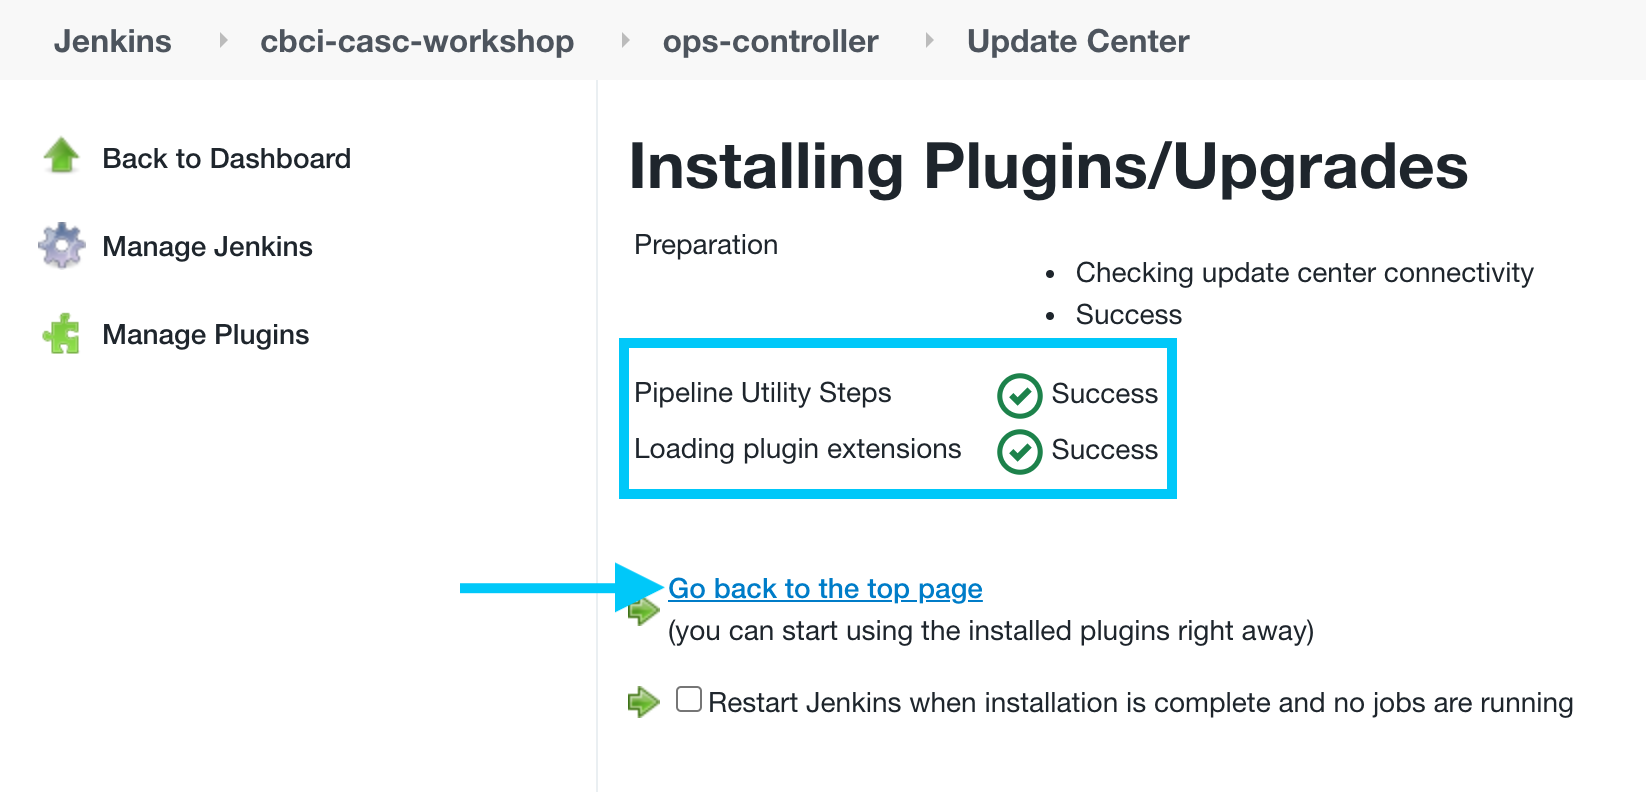 Jenkins cbci-casc-workshop ops-controller Update Center
Back to Dashboard
Manage Jenkins
Manage Plugins
Installing Plugins/Upgrades
Preparation
Checking update center connectivity
Success
Pipeline Utility Steps Success
Loading plugin extensions Success
Go back to the top page
(you can start using the installed plugins right away)
Restart Jenkins when installation is complete and no jobs are running